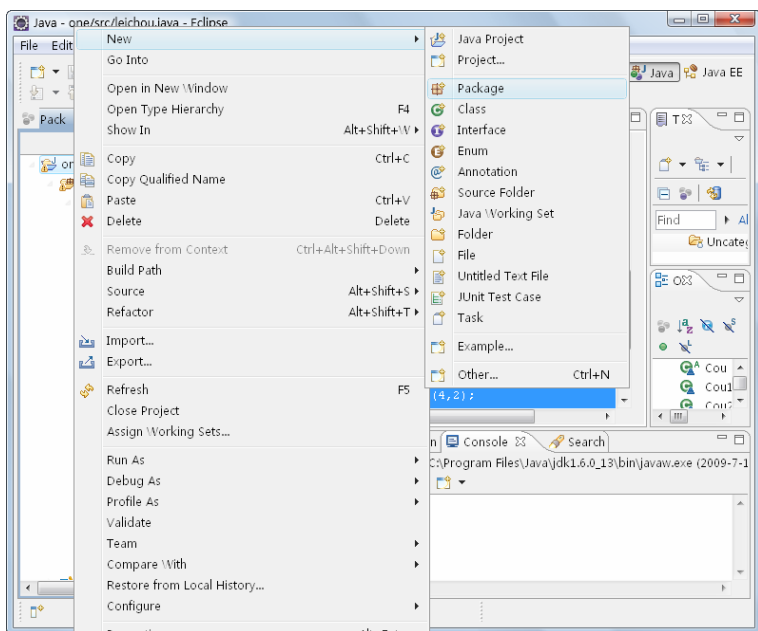 Java - one/src/leichou.java - Eclipse
File Edit
New
Go Into
Open in New Window
Open Type Hierarchy F4
Show In Alt+Shift+W
Copy Ctrl+C
Copy Qualified Name
Paste Ctrl+V
Delete Delete
Remove from Context Ctrl+Alt+Shift+Down
Build Path
Source Alt+Shift+S
Refactor Alt+Shift+T
Import...
Export...
Refresh F5
Close Project
Assign Working Sets...
Run As
Debug As
Profile As
Validate
Team
Compare With
Restore from Local History...
Configure
Java Project
Project...
Package
Class
Interface
Enum
Annotation
Source Folder
Java Working Set
Folder
File
Untitled Text File
JUnit Test Case
Task
Example...
Other... Ctrl+N
Java Java EE
Pack
or
T
Find Al
Uncateg
O
Cou
Cou1
Cou2
(4,2);
n Console Search
C:\Program Files\Java\jdk1.6.0_13\bin\javaw.exe (2009-7-1